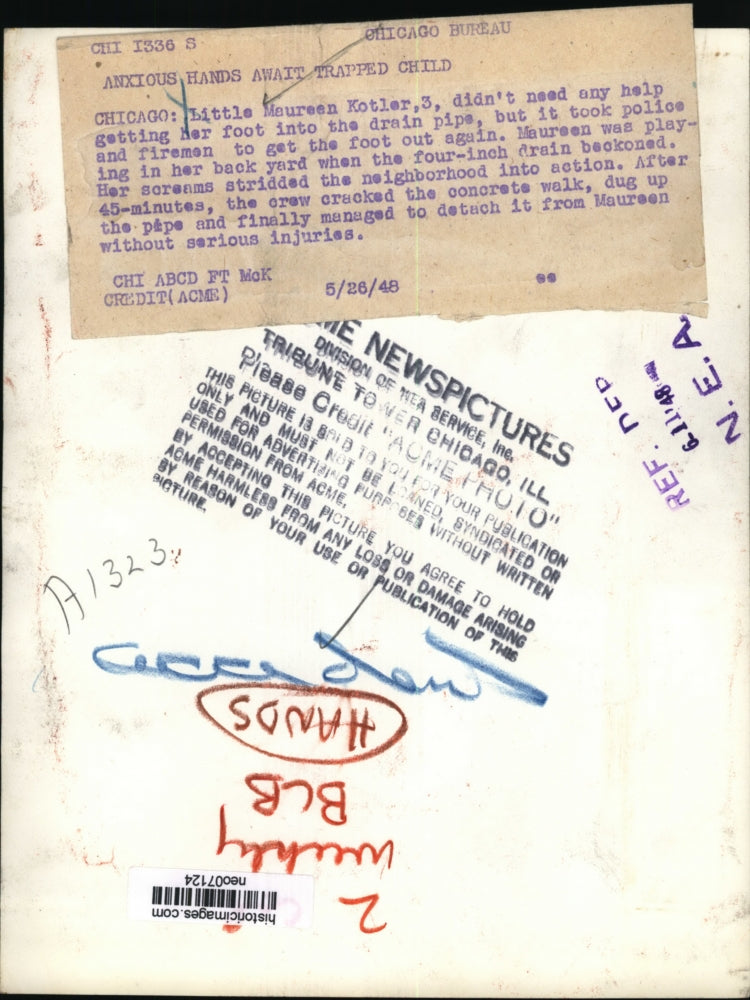 CHI 1336 S
CHICAGO BUREAU
ANXIOUS HANDS AWAIT TRAPPED CHILD
CHICAGO: Little Maureen Kotler,3, didn't need any help
getting her foot into the drain pipe, but it took police
and firemen to get the foot out again. Maureen was play-
ing in her back yard when the four-inch drain beckoned.
Her screams stridded the neighborhood into action. After
45-minutes, the crew cracked the concrete walk, dug up
the pipe and finally managed to detach it from Maureen
without serious injuries.
CHI ABCD FT McK
CREDIT(ACME)
5/26/48
ee
ME NEWSPICTURES
DIVISION OF NEA SERVICE, Inc.
TRIBUNE TOWER CHICAGO, ILL
Please Credit "ACME PHOTO"
THIS PICTURE IS SOLD TO YOU FOR YOUR PUBLICATION
ONLY AND MUST NOT BE LOANED, SYNDICATED OR
USED FOR ADVERTISING PURPOSES WITHOUT WRITTEN
PERMISSION FROM ACME.
BY ACCEPTING THIS PICTURE YOU AGREE TO HOLD
ACME HARMLESS FROM ANY LOSS OR DAMAGE ARISING
BY REASON OF YOUR USE OR PUBLICATION OF THIS
PICTURE.
REF. DEP
6-11-48
N. E. A.
A1323
HANDS
BCB
weekly
2
historicimages.com
neo07124